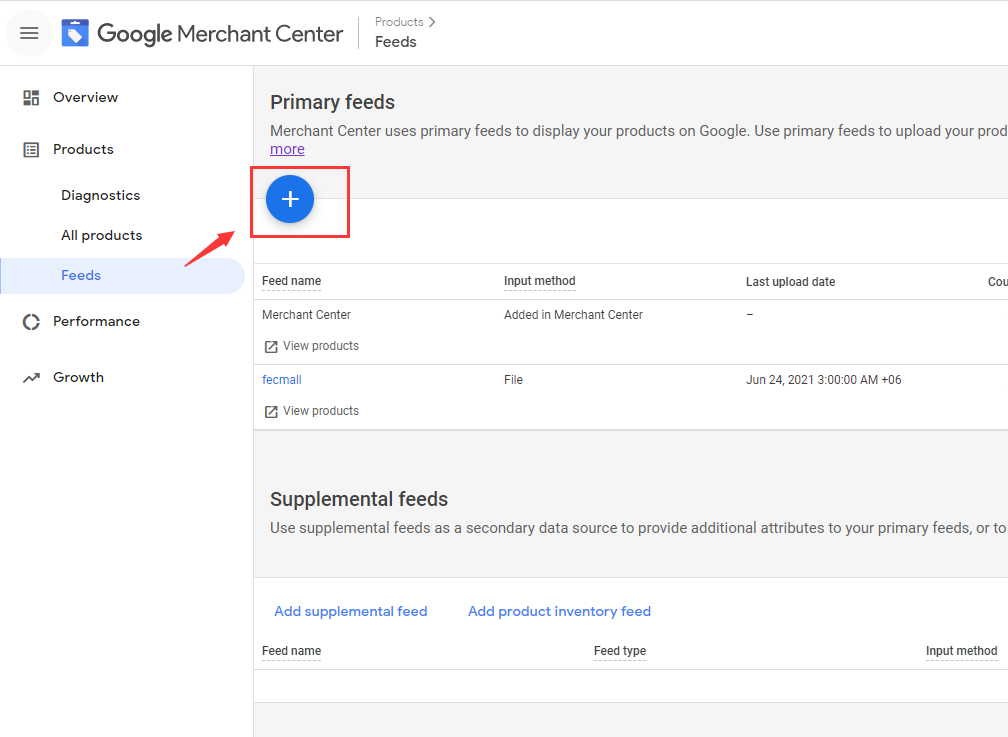 Google Merchant Center
Products
Feeds
Overview
Products
Diagnostics
All products
Feeds
Performance
Growth
Primary feeds
Merchant Center uses primary feeds to display your products on Google. Use primary feeds to upload your prod
more
Feed name Input method Last upload date Cou
Merchant Center Added in Merchant Center –
View products
fecmall File Jun 24, 2021 3:00:00 AM +06
View products
Supplemental feeds
Use supplemental feeds as a secondary data source to provide additional attributes to your primary feeds, or to
Add supplemental feed Add product inventory feed
Feed name Feed type Input method